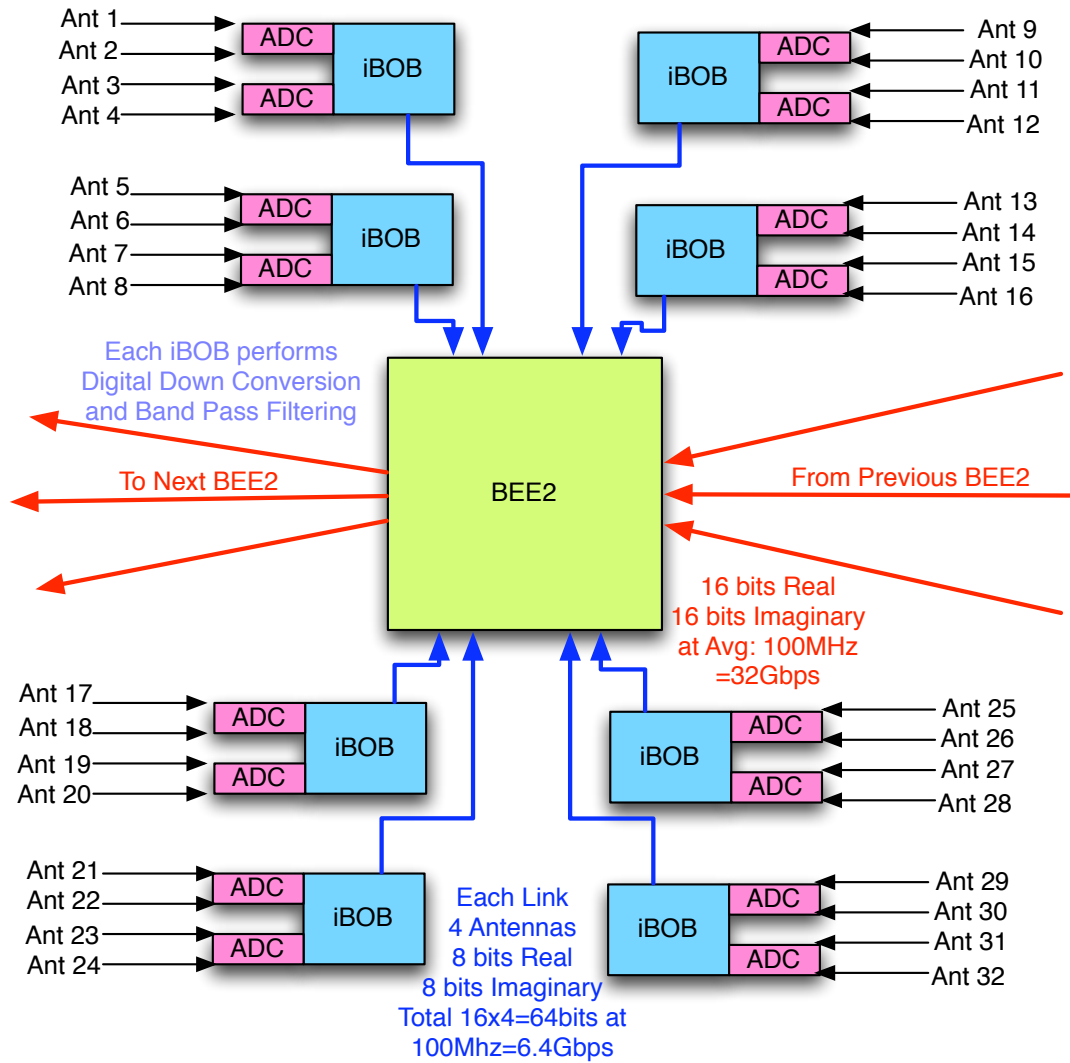 Ant 1
Ant 2
Ant 3
Ant 4
ADC
ADC
iBOB
Ant 9
Ant 10
Ant 11
Ant 12
ADC
ADC
iBOB
Ant 5
Ant 6
Ant 7
Ant 8
ADC
ADC
iBOB
Ant 13
Ant 14
Ant 15
Ant 16
ADC
ADC
iBOB
Each iBOB performs
Digital Down Conversion
and Band Pass Filtering
To Next BEE2
BEE2
From Previous BEE2
16 bits Real
16 bits Imaginary
at Avg: 100MHz
=32Gbps
Ant 17
Ant 18
Ant 19
Ant 20
ADC
ADC
iBOB
Ant 25
Ant 26
Ant 27
Ant 28
ADC
ADC
iBOB
Ant 21
Ant 22
Ant 23
Ant 24
ADC
ADC
iBOB
Each Link
4 Antennas
8 bits Real
8 bits Imaginary
Total 16x4=64bits at
100Mhz=6.4Gbps
Ant 29
Ant 30
Ant 31
Ant 32
ADC
ADC
iBOB